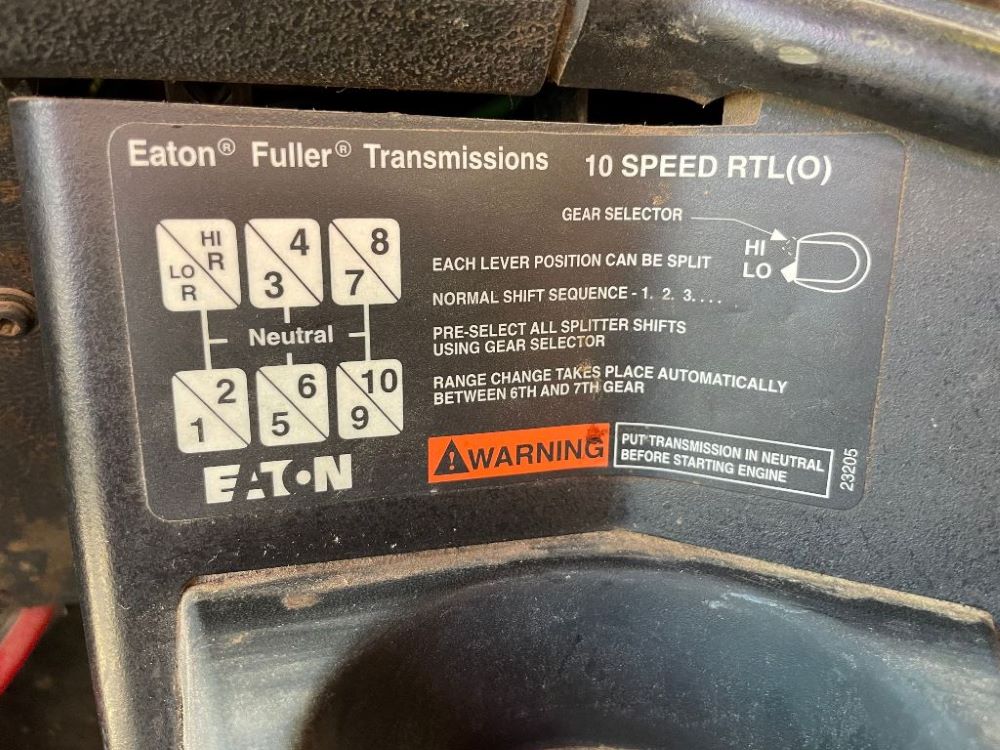 Eaton® Fuller® Transmissions 10 SPEED RTL(O)
GEAR SELECTOR
HI
LO
HI
R
LO
R
4
3
8
7
Neutral
2
1
6
5
10
9
EACH LEVER POSITION CAN BE SPLIT
NORMAL SHIFT SEQUENCE - 1. 2. 3. . . .
PRE-SELECT ALL SPLITTER SHIFTS
USING GEAR SELECTOR
RANGE CHANGE TAKES PLACE AUTOMATICALLY
BETWEEN 6TH AND 7TH GEAR
WARNING
PUT TRANSMISSION IN NEUTRAL
BEFORE STARTING ENGINE
23205
EATON